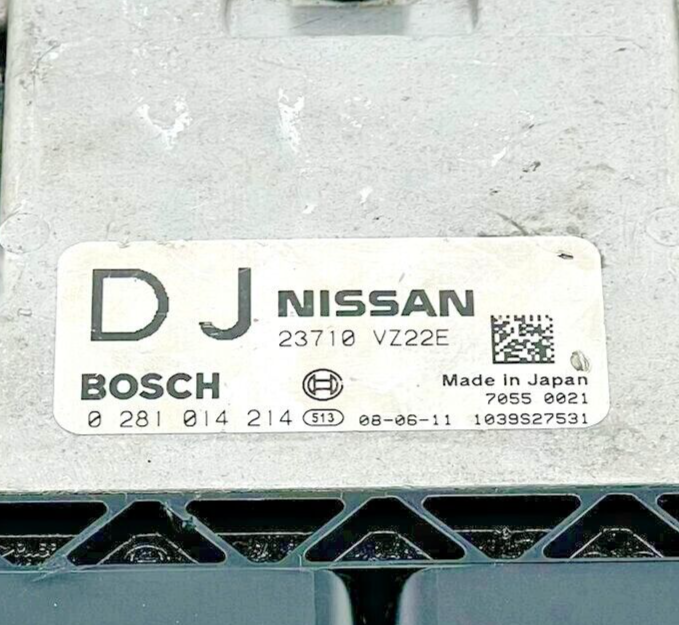 D J NISSAN
23710 VZ22E
BOSCH
Made in Japan
7055 0021
0 281 014 214 513 08-06-11 1039S27531